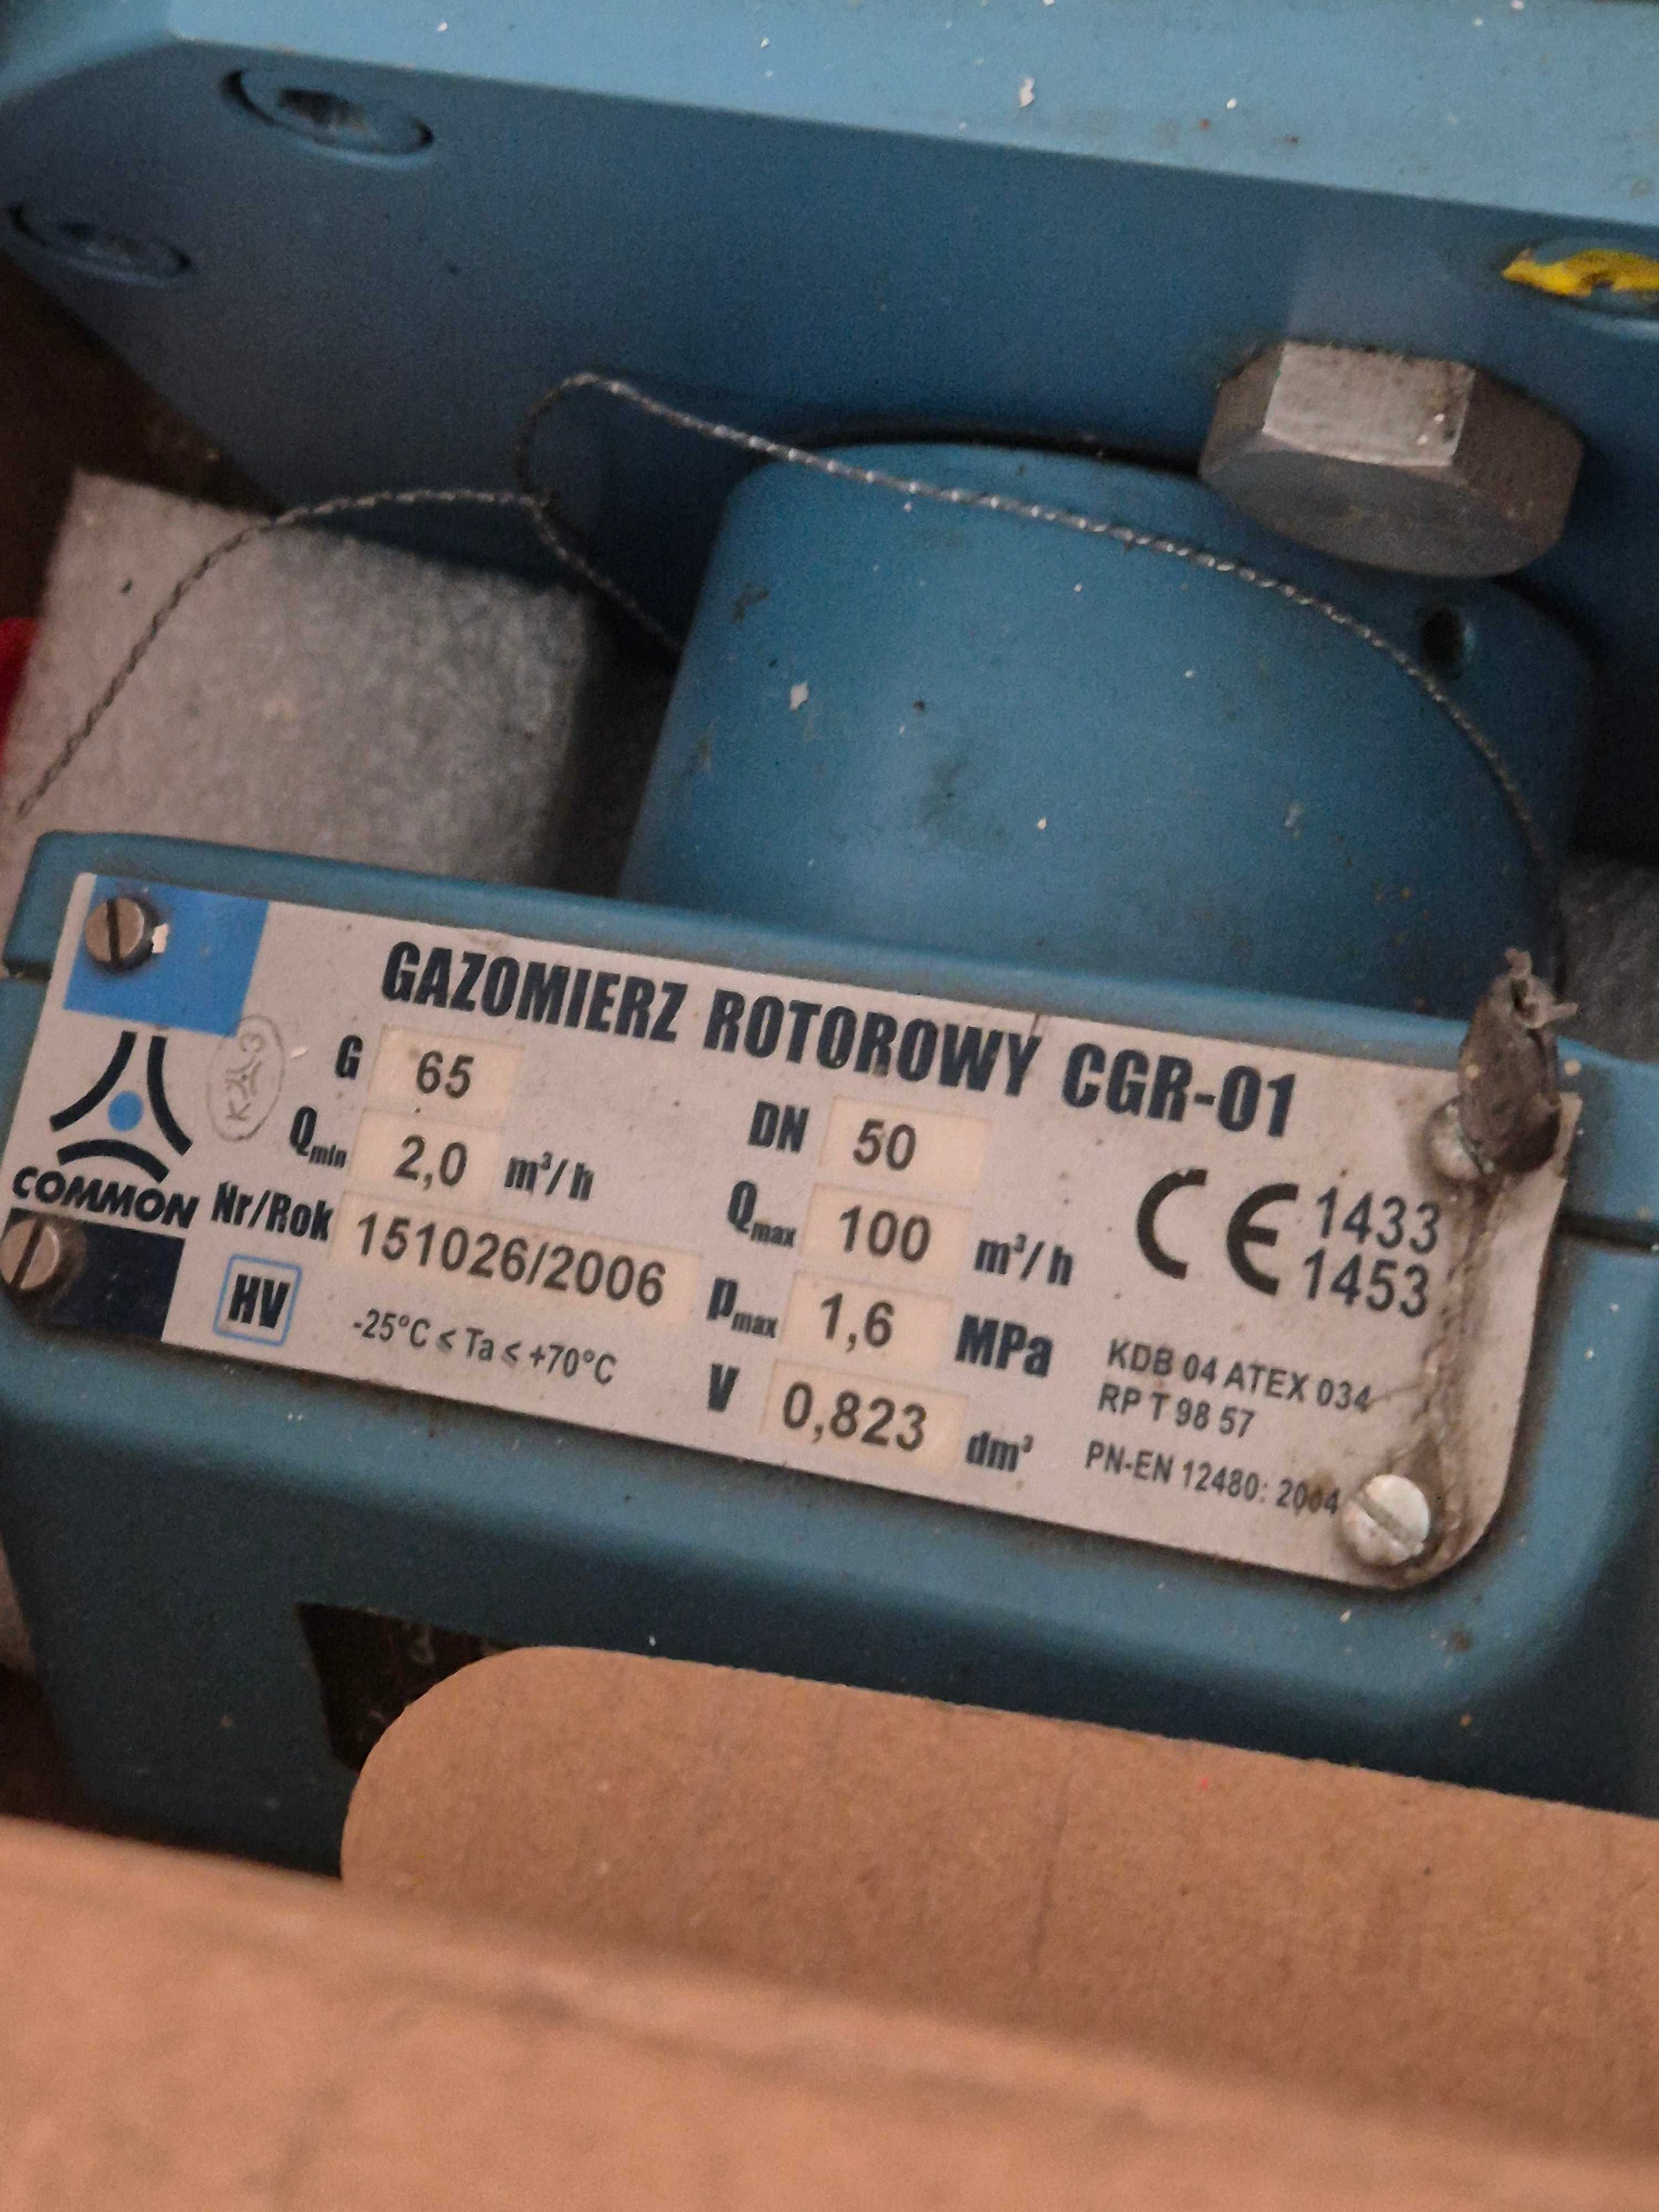 GAZOMIERZ ROTOROWY CGR-01
G 65
DN 50
Qmin 2,0 m³/h
Qmax 100 m³/h
CE 1433
1453
COMMON
Nr/Rok 151026/2006
pmax 1,6 MPa
HV
-25°C ≤ Ta ≤ +70°C
V 0,823 dm³
KDB 04 ATEX 034
RP T 98 57
PN-EN 12480: 2004